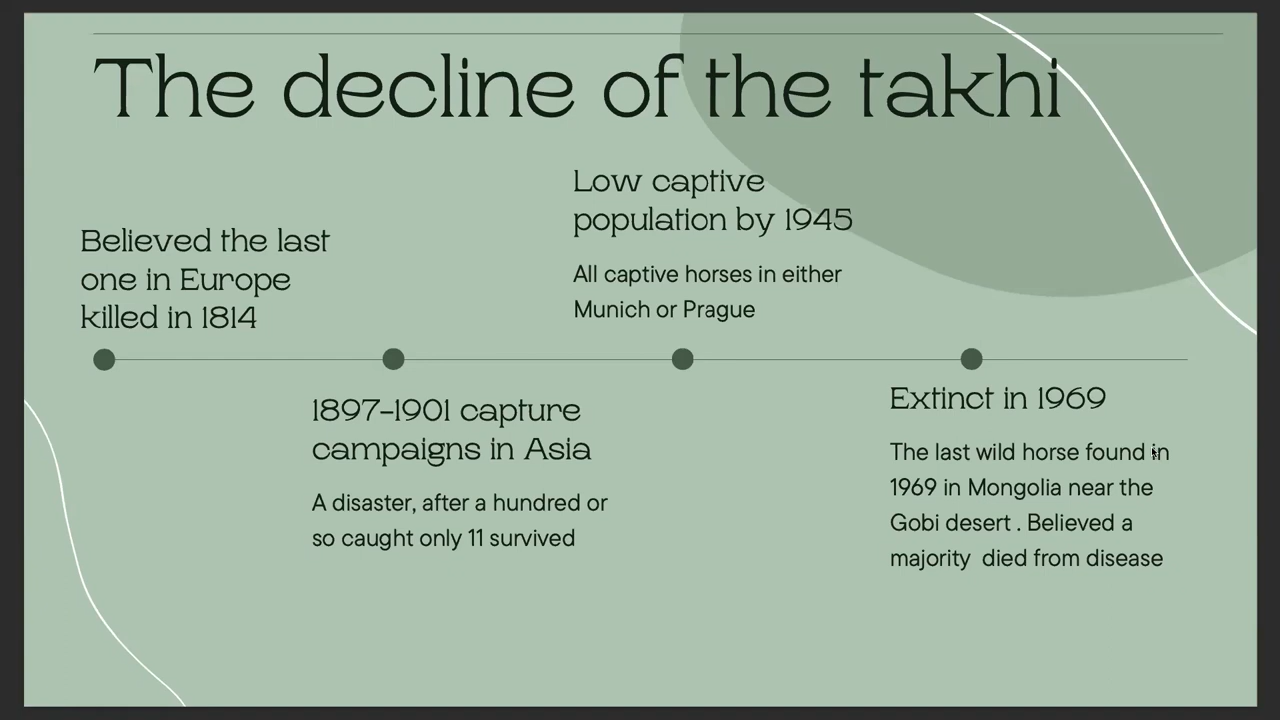 The decline of the takhi
Believed the last
one in Europe
killed in 1814
1897-1901 capture
campaigns in Asia
A disaster, after a hundred or
so caught only 11 survived
Low captive
population by 1945
All captive horses in either
Munich or Prague
Extinct in 1969
The last wild horse found in
1969 in Mongolia near the
Gobi desert . Believed a
majority  died from disease